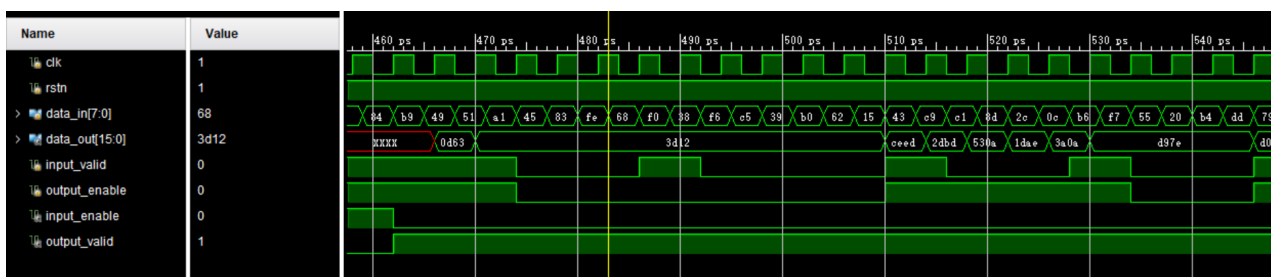 Name Value 460 ps 470 ps 480 ps 490 ps 500 ps 510 ps 520 ps 530 ps 540 ps
clk 1
rstn 1
data_in[7:0] 68 84 b9 49 51 a1 45 83 fe 68 f0 38 f6 c5 39 b0 62 15 43 c9 c1 8d 2c 0c b6 f7 55 20 b4 dd 79
data_out[15:0] 3d12 XXXX 0d63 3d12 ceed 2dbd 530a 1dae 3a0a d97e d0
input_valid 0
output_enable 0
input_enable 0
output_valid 1